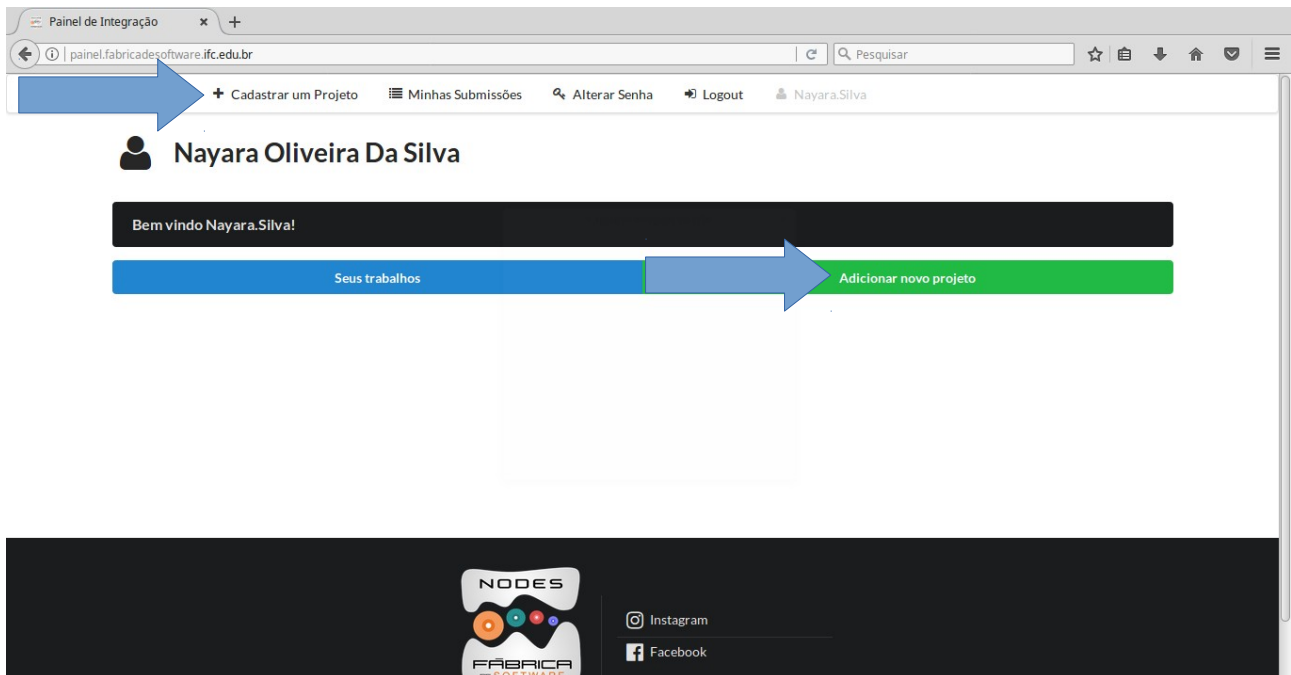 Painel de Integração
painel.fabricadesoftware.ifc.edu.br
Pesquisar
Cadastrar um Projeto
Minhas Submissões
Alterar Senha
Logout
Nayara.Silva
Nayara Oliveira Da Silva
Bem vindo Nayara.Silva!
Seus trabalhos
Adicionar novo projeto
NODES
FÁBRICA
SOFTWARE
Instagram
Facebook